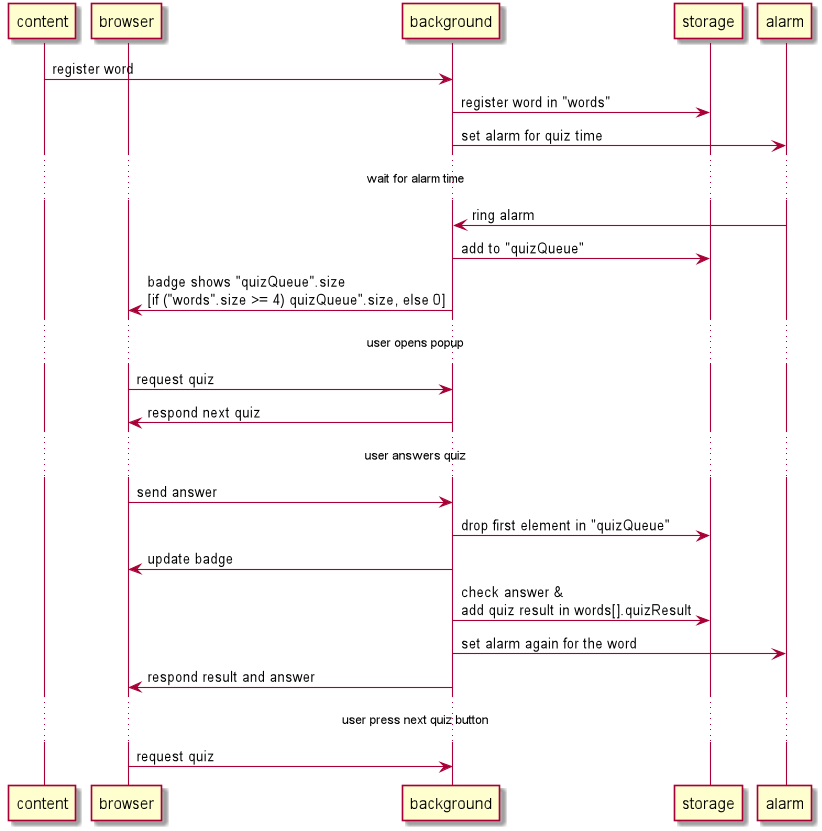 content browser background storage alarm
register word
register word in "words"
set alarm for quiz time
wait for alarm time
ring alarm
add to "quizQueue"
badge shows "quizQueue".size
[if ("words".size >= 4) quizQueue".size, else 0]
user opens popup
request quiz
respond next quiz
user answers quiz
send answer
drop first element in "quizQueue"
update badge
check answer &
add quiz result in words[].quizResult
set alarm again for the word
respond result and answer
user press next quiz button
request quiz
content browser background storage alarm